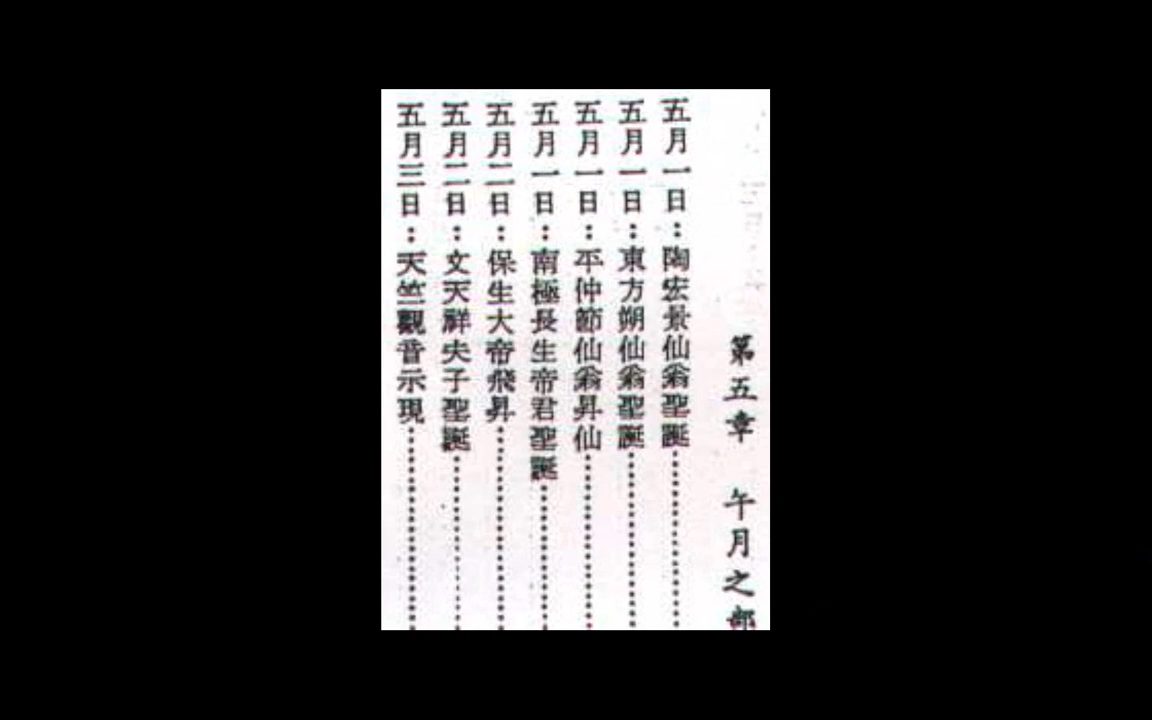 第五章 午月之部
五月一日：陶宏景仙翁聖誕
五月一日：東方朔仙翁聖誕
五月一日：平仲節仙翁昇仙
五月一日：南極長生帝君聖誕
五月二日：保生大帝飛昇
五月二日：文天祥夫子聖誕
五月三日：天竺觀音示現